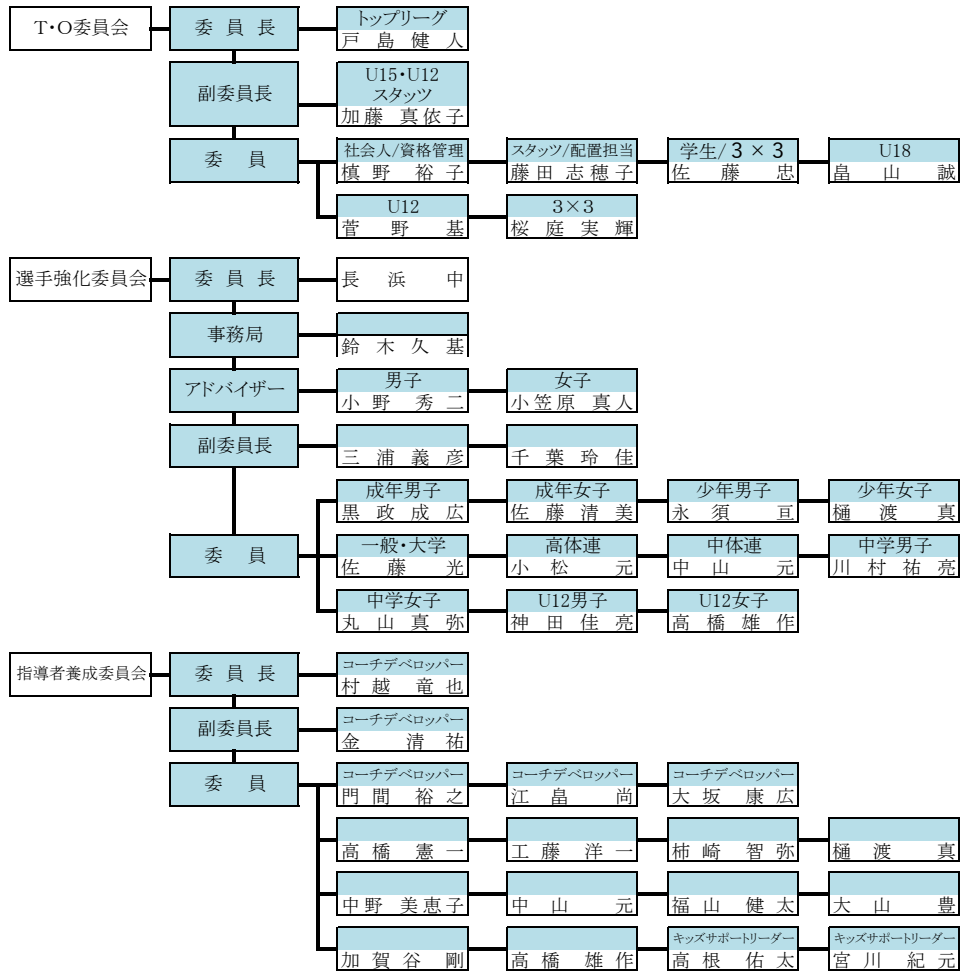 T・O委員会 委員長 トップリーグ
戸島健人
副委員長 U15・U12
スタッツ
加藤真依子
委員 社会人/資格管理 スタッツ/配置担当 学生/3×3 U18
槙野裕子 藤田志穂子 佐藤忠 畠山誠
U12 3×3
菅野基 桜庭実輝
選手強化委員会 委員長 長浜中
事務局
鈴木久基
アドバイザー 男子 女子
小野秀二 小笠原真人
副委員長
三浦義彦 千葉玲佳
成年男子 成年女子 少年男子 少年女子
黒政成広 佐藤清美 永須亘 樋渡真
委員 一般・大学 高体連 中体連 中学男子
佐藤光 小松元 中山元 川村祐亮
中学女子 U12男子 U12女子
丸山真弥 神田佳亮 高橋雄作
指導者養成委員会 委員長 コーチデベロッパー
村越竜也
副委員長 コーチデベロッパー
金清祐
委員 コーチデベロッパー コーチデベロッパー コーチデベロッパー
門間裕之 江畠尚 大坂康広
高橋憲一 工藤洋一 柿崎智弥 樋渡真
中野美恵子 中山元 福山健太 大山豊
キッズサポートリーダー キッズサポートリーダー
加賀谷剛 高橋雄作 高根佑太 宮川紀元